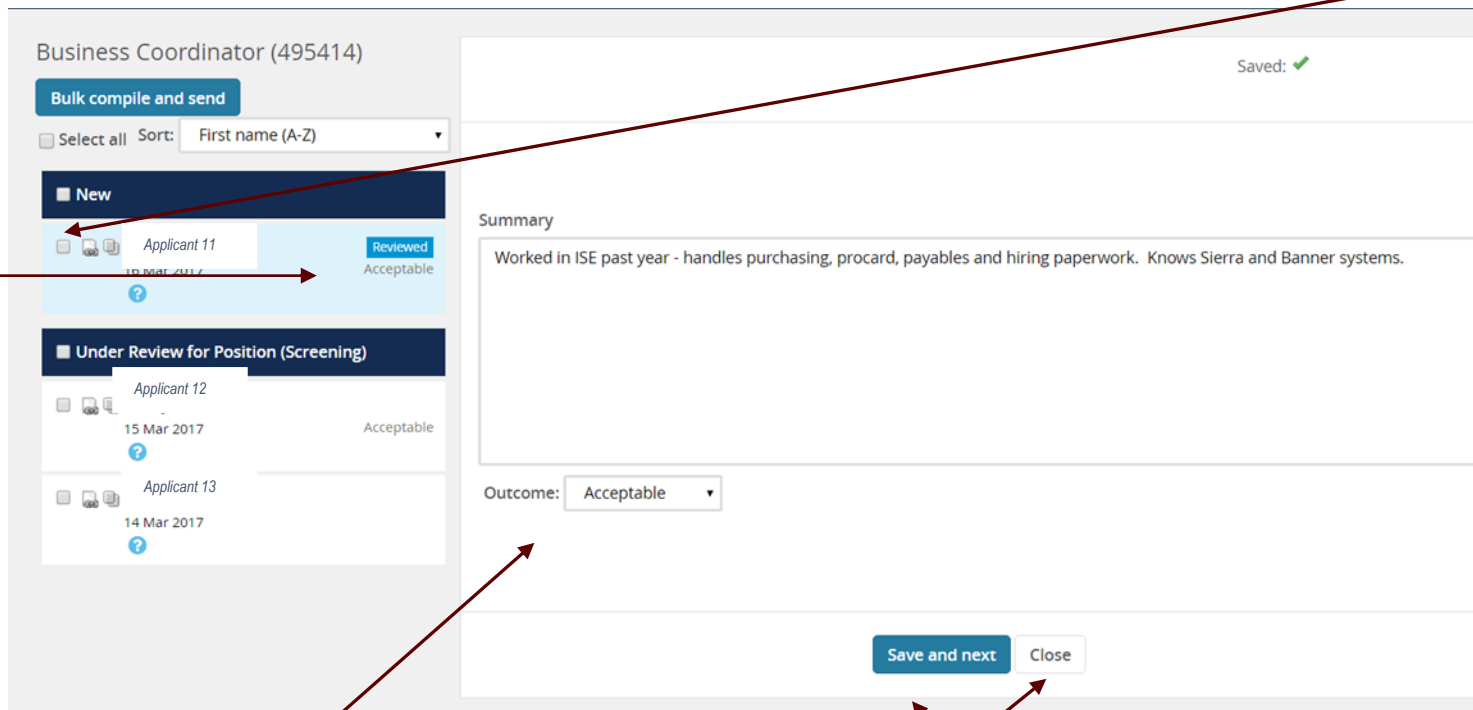 Business Coordinator (495414)
Bulk compile and send
Select all Sort: First name (A-Z)
New
Applicant 11
Reviewed
16 Mar 2017
Acceptable
?
Under Review for Position (Screening)
Applicant 12
15 Mar 2017
Acceptable
?
Applicant 13
14 Mar 2017
?
Saved:
Summary
Worked in ISE past year - handles purchasing, procard, payables and hiring paperwork. Knows Sierra and Banner systems.
Outcome: Acceptable
Save and next Close